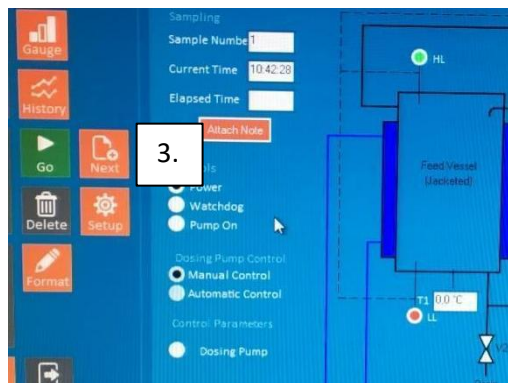 Gauge
History
Go
Next
Delete
Setup
Format
Sampling
Sample Numbe 1
Current Time 10:42:28
Elapsed Time
Attach Note
3.
ols
Power
Watchdog
Pump On
Dosing Pump Control
Manual Control
Automatic Control
Control Parameters
Dosing Pump
HL
Feed Vessel
(Jacketed)
T1 0.0 °C
LL
V2